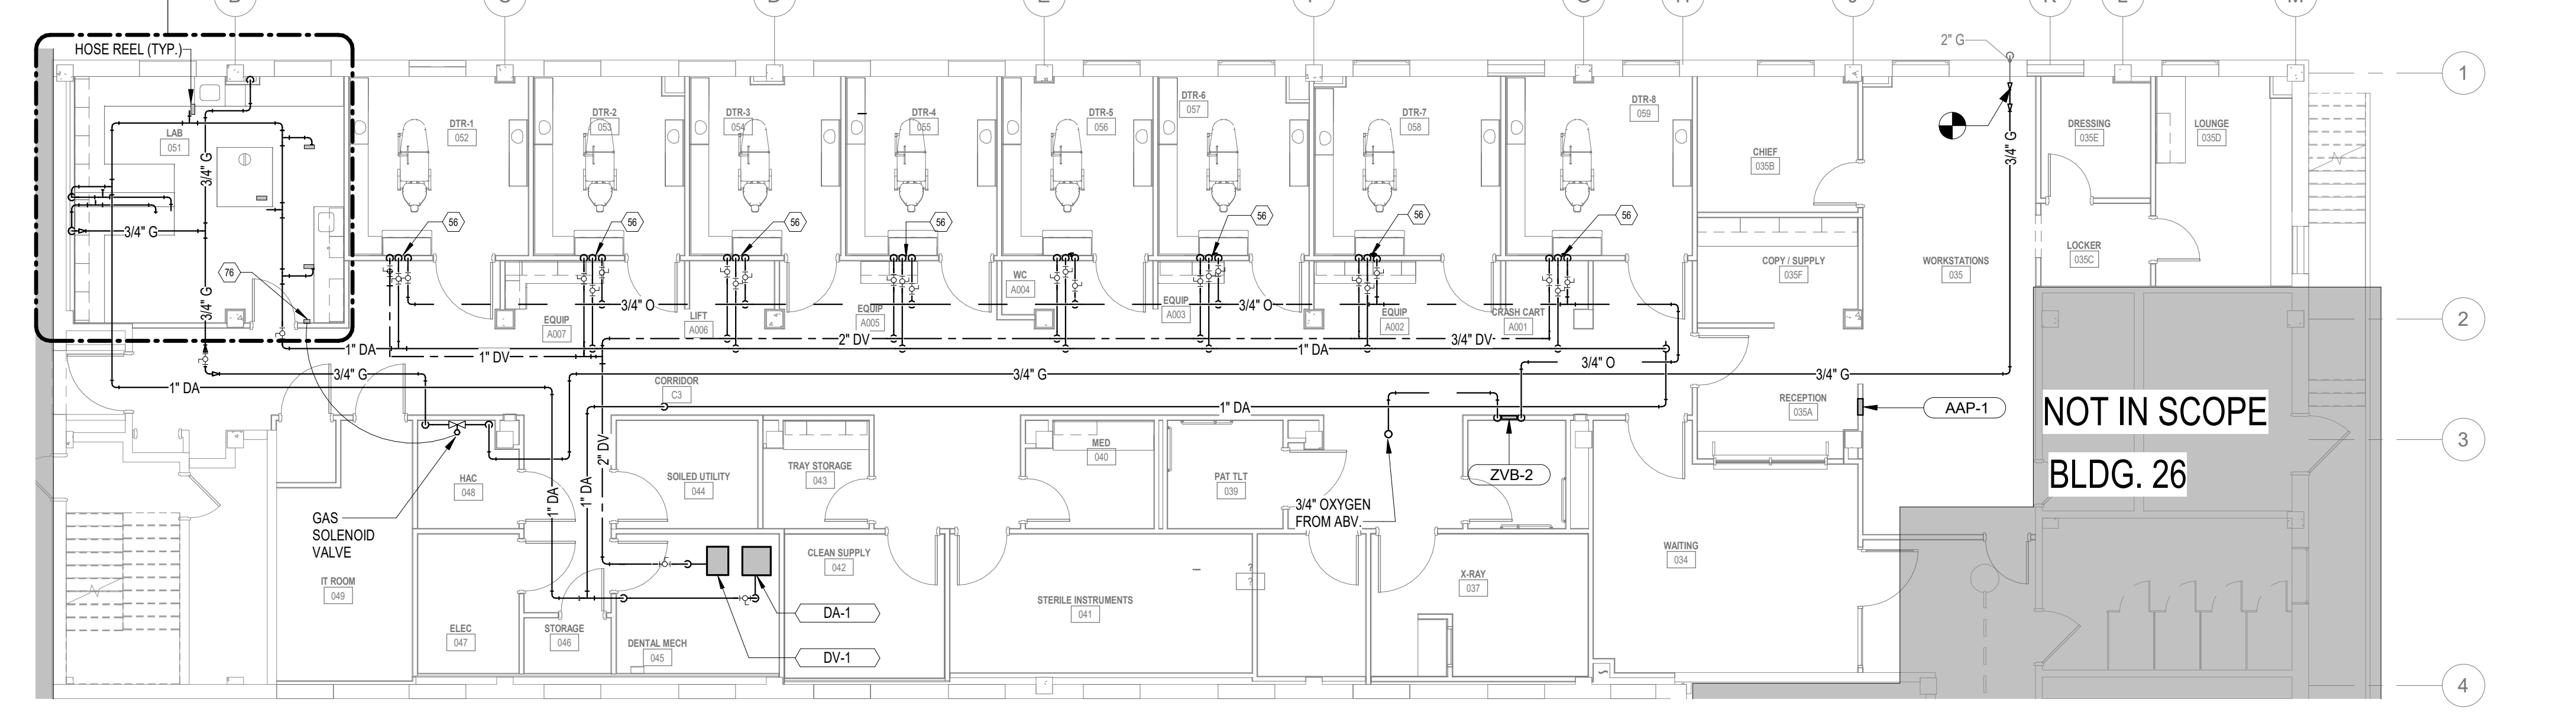 HOSE REEL (TYP.)
2" G
1
LAB
051
DTR-1
052
DTR-2
053
DTR-3
054
DTR-4
055
DTR-5
056
DTR-6
057
DTR-7
058
DTR-8
059
CHIEF
035B
DRESSING
035E
LOUNGE
035D
3/4" G
3/4" G
3/4" G
3/4" G
76
56
56
56
56
56
56
56
LOCKER
035C
COPY / SUPPLY
035F
WORKSTATIONS
035
WC
A004
3/4" O
3/4" O
EQUIP
A007
LIFT
A006
EQUIP
A005
EQUIP
A003
EQUIP
A002
CRASH CART
A001
2
1" DA
1" DV
2" DV
1" DA
3/4" DV
3/4" O
1" DA
3/4" G
3/4" G
3/4" G
CORRIDOR
C3
1" DA
RECEPTION
035A
AAP-1
NOT IN SCOPE
BLDG. 26
3
HAC
048
2" DV
1" DA
1" DA
SOILED UTILITY
044
TRAY STORAGE
043
MED
040
PAT TLT
039
ZVB-2
3/4" OXYGEN
FROM ABV.
GAS
SOLENOID
VALVE
IT ROOM
049
ELEC
047
STORAGE
046
DENTAL MECH
045
CLEAN SUPPLY
042
DA-1
DV-1
STERILE INSTRUMENTS
041
?
?
X-RAY
037
WAITING
034
4